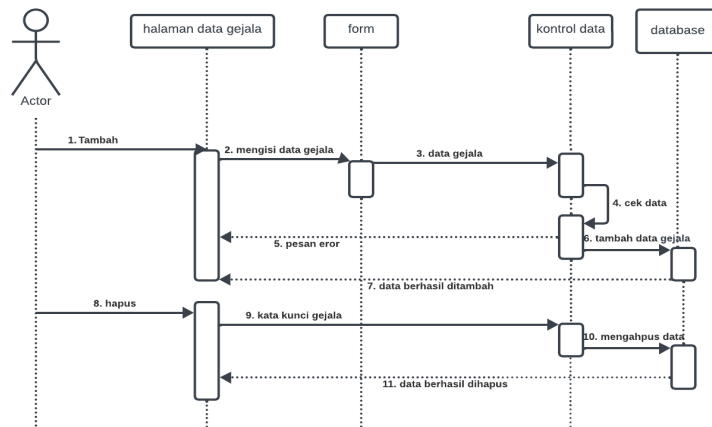 halaman data gejala
form
kontrol data
database
Actor
1. Tambah
2. mengisi data gejala
3. data gejala
4. cek data
5. pesan eror
6. tambah data gejala
7. data berhasil ditambah
8. hapus
9. kata kunci gejala
10. mengahpus data
11. data berhasil dihapus